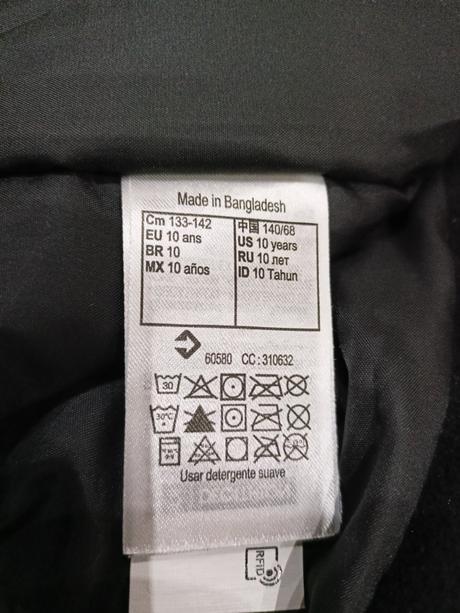 Made in Bangladesh
Cm 133-142
EU 10 ans
BR 10
MX 10 años
中国 140/68
US 10 years
RU 10 лет
ID 10 Tahun
60580 CC: 310632
30
30°C
Usar detergente suave
DECATHLON
RFID